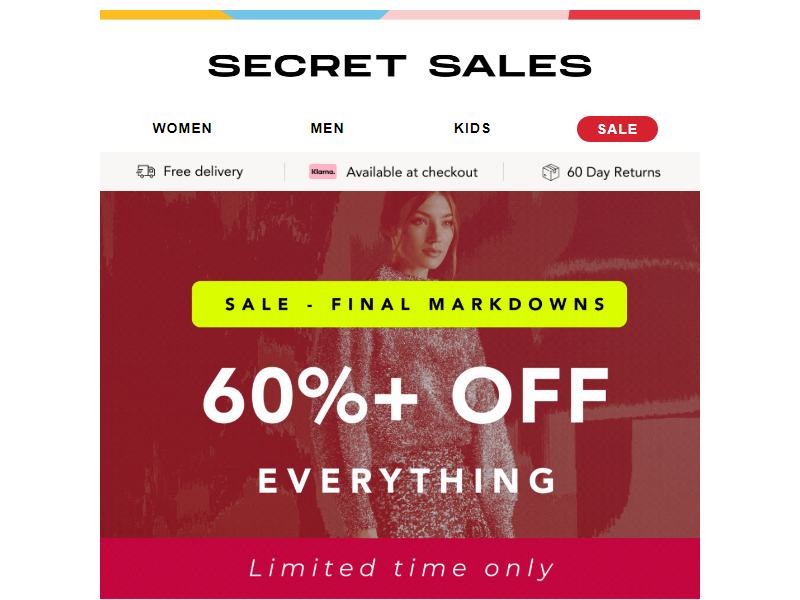 SECRET SALES
WOMEN MEN KIDS SALE
Free delivery Klarna. Available at checkout 60 Day Returns
SALE - FINAL MARKDOWNS
60%+ OFF
EVERYTHING
Limited time only